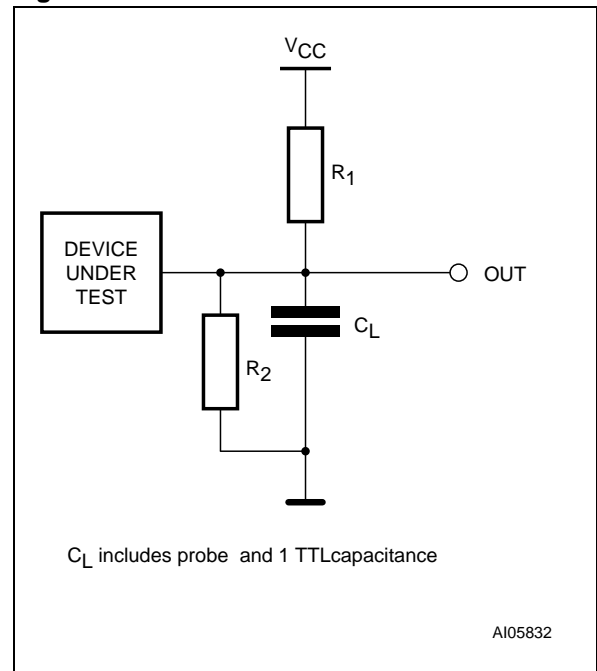 VCC
R1
DEVICE
UNDER
TEST
OUT
CL
R2
CL includes probe and 1 TTLcapacitance
AI05832